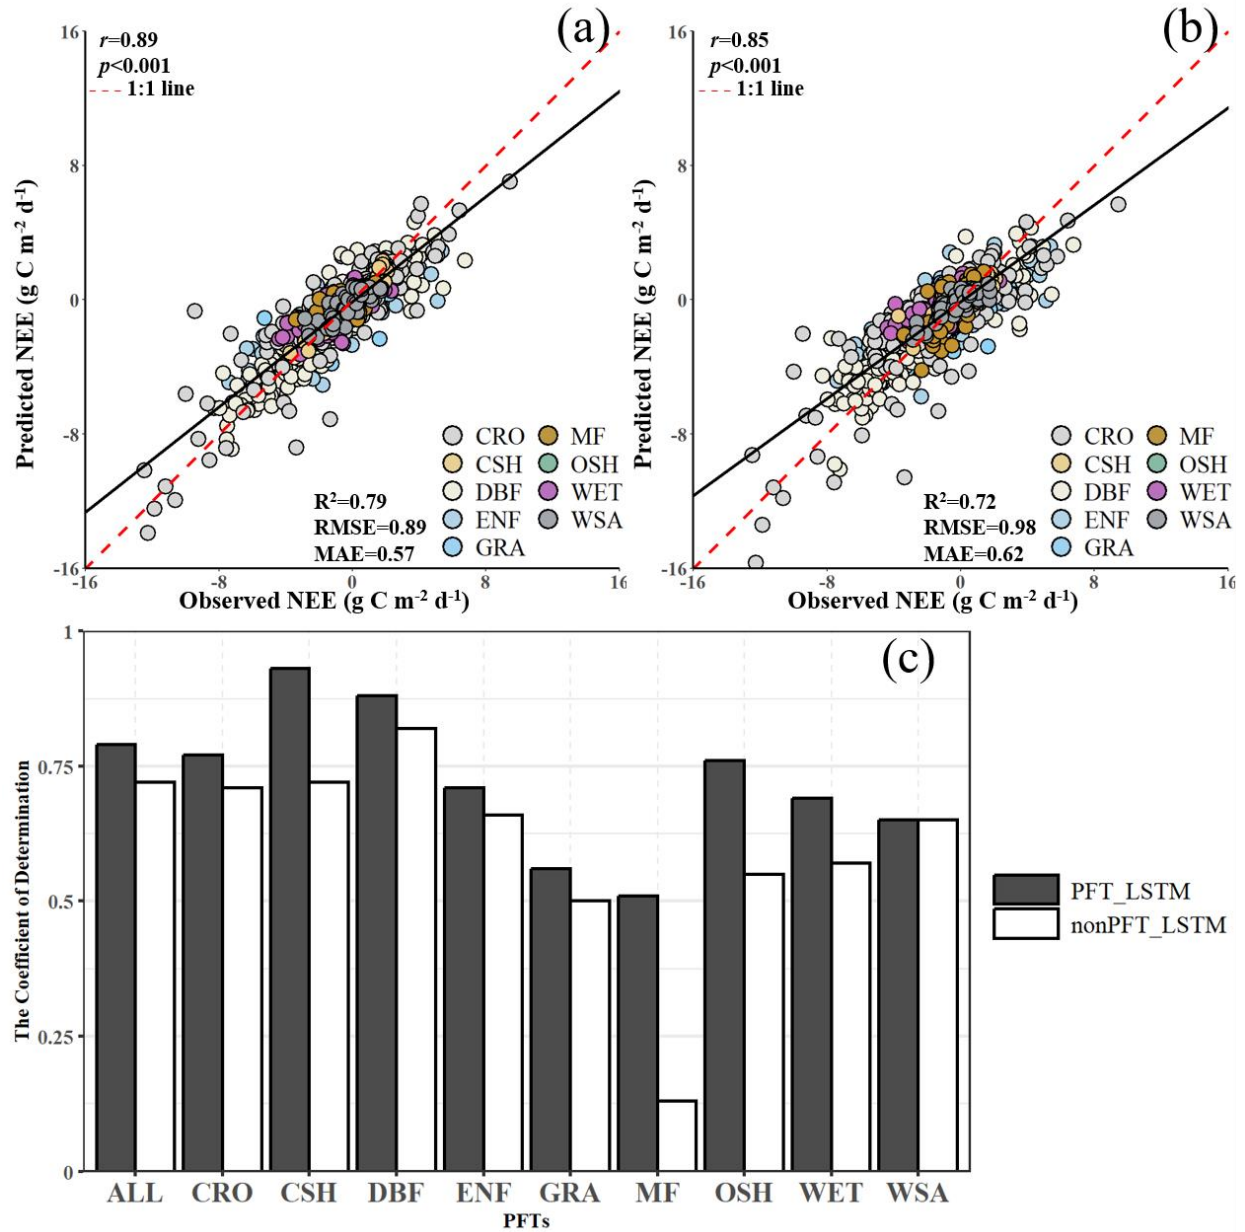 (a)
r=0.89
p<0.001
1:1 line
16
8
0
-8
-16
Predicted NEE (g C m⁻² d⁻¹)
CRO MF
CSH OSH
DBF WET
ENF WSA
GRA
R²=0.79
RMSE=0.89
MAE=0.57
-16 -8 0 8 16
Observed NEE (g C m⁻² d⁻¹)
(b)
r=0.85
p<0.001
1:1 line
16
8
0
-8
-16
Predicted NEE (g C m⁻² d⁻¹)
CRO MF
CSH OSH
DBF WET
ENF WSA
GRA
R²=0.72
RMSE=0.98
MAE=0.62
-16 -8 0 8 16
Observed NEE (g C m⁻² d⁻¹)
(c)
1
0.75
0.5
0.25
0
The Coefficient of Determination
ALL CRO CSH DBF ENF GRA MF OSH WET WSA
PFTs
PFT_LSTM
nonPFT_LSTM